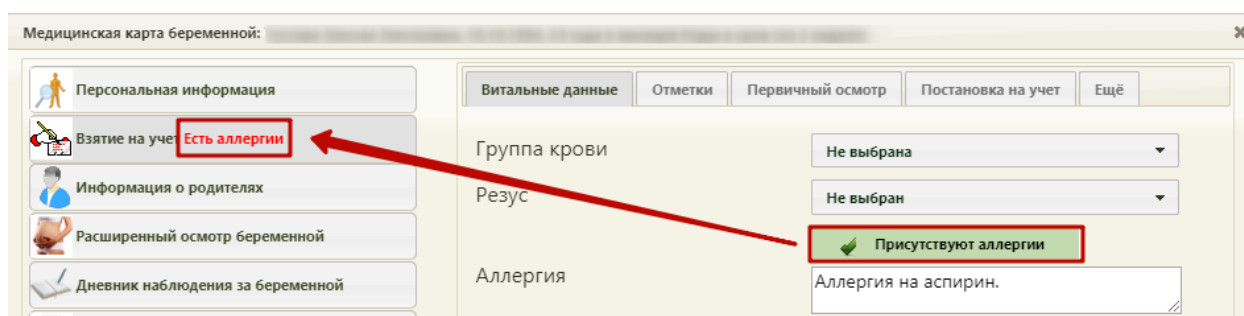 Медицинская карта беременной:
Персональная информация
Взятие на учет Есть аллергии
Информация о родителях
Расширенный осмотр беременной
Дневник наблюдения за беременной
Витальные данные Отметки Первичный осмотр Постановка на учет Ещё
Группа крови Не выбрана
Резус Не выбран
Присутствуют аллергии
Аллергия Аллергия на аспирин.